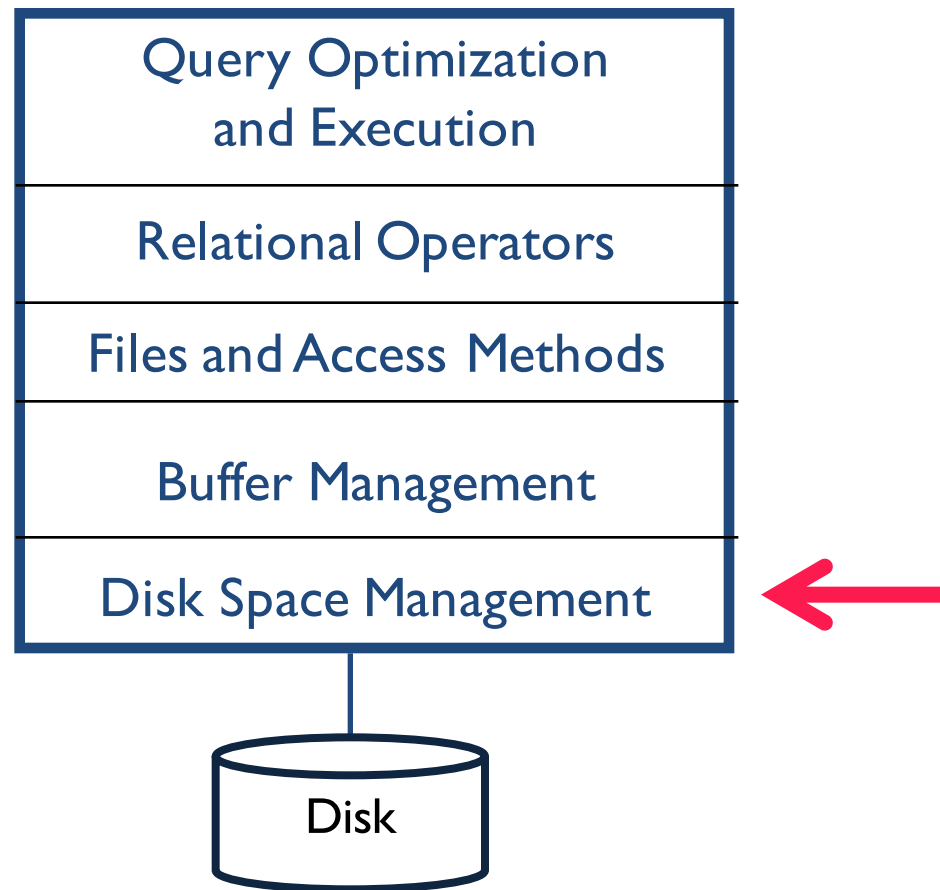 Query Optimization
and Execution
Relational Operators
Files and Access Methods
Buffer Management
Disk Space Management
Disk